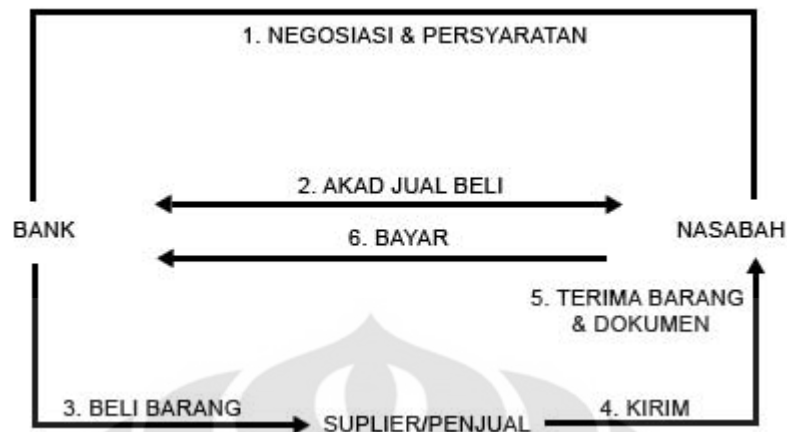 1. NEGOSIASI & PERSYARATAN
2. AKAD JUAL BELI
BANK
NASABAH
6. BAYAR
5. TERIMA BARANG
& DOKUMEN
3. BELI BARANG
SUPLIER/PENJUAL
4. KIRIM